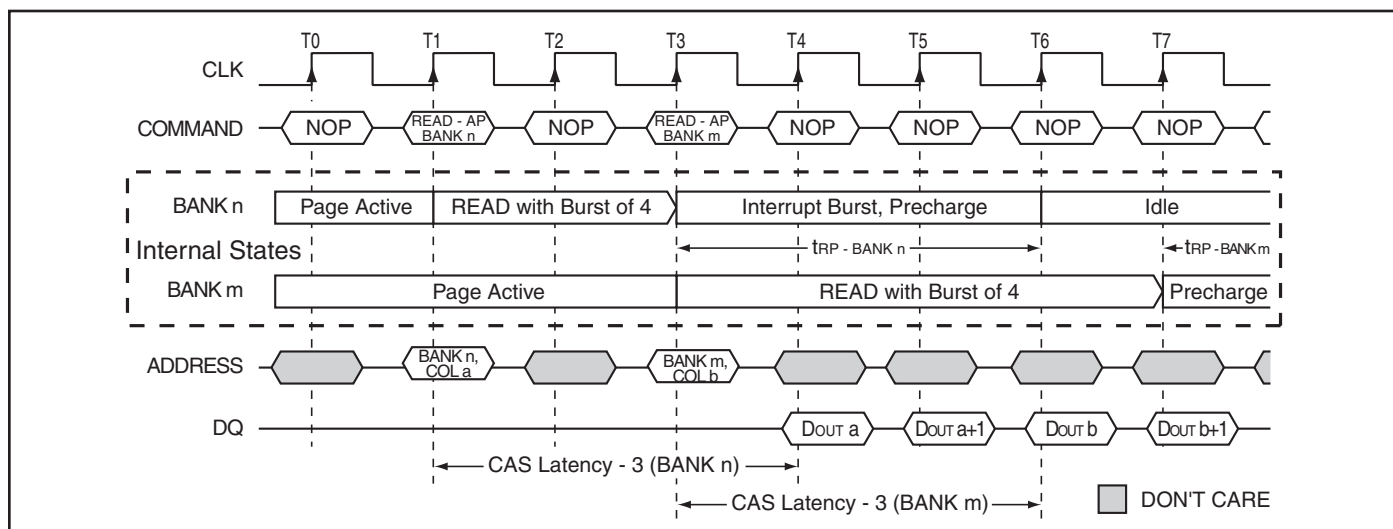 T0 T1 T2 T3 T4 T5 T6 T7
CLK
COMMAND NOP READ - AP BANK n NOP READ - AP BANK m NOP NOP NOP NOP
BANK n Page Active READ with Burst of 4 Interrupt Burst, Precharge Idle
Internal States tRP - BANK n tRP - BANK m
BANK m Page Active READ with Burst of 4 Precharge
ADDRESS BANK n, COL a BANK m, COL b
DQ DOUT a DOUT a+1 DOUT b DOUT b+1
CAS Latency - 3 (BANK n)
CAS Latency - 3 (BANK m)
DON'T CARE